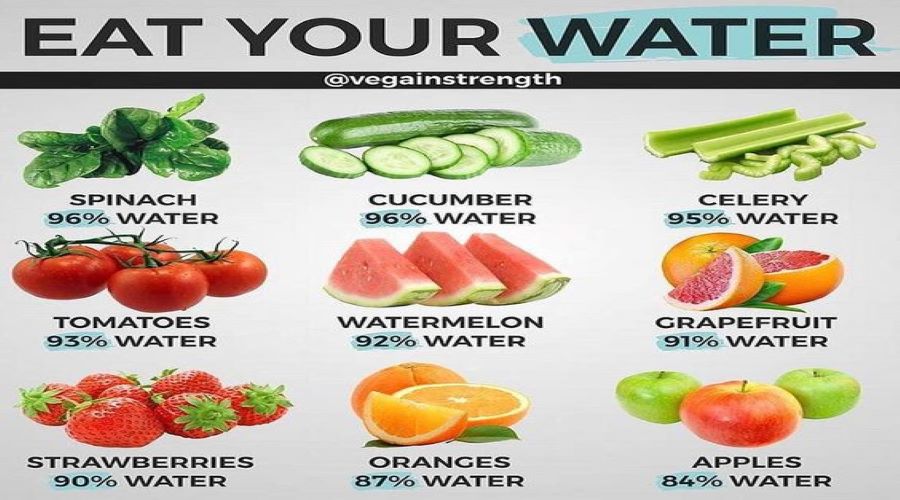 EAT YOUR WATER
@vegainstrength
SPINACH
96% WATER
CUCUMBER
96% WATER
CELERY
95% WATER
TOMATOES
93% WATER
WATERMELON
92% WATER
GRAPEFRUIT
91% WATER
STRAWBERRIES
90% WATER
ORANGES
87% WATER
APPLES
84% WATER